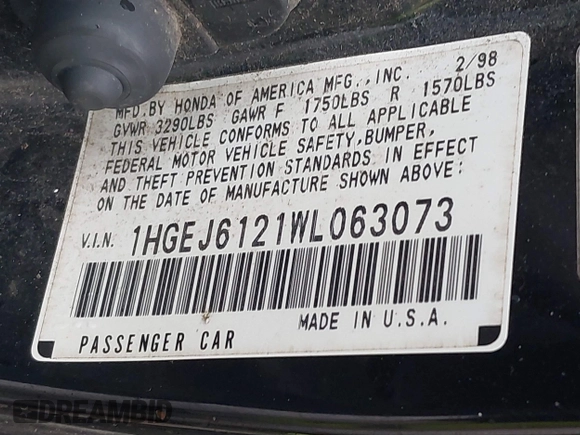 MFD.BY HONDA OF AMERICA MFG., INC. 2/98
GVWR 3290LBS GAWR F 1750LBS R 1570LBS
THIS VEHICLE CONFORMS TO ALL APPLICABLE
FEDERAL MOTOR VEHICLE SAFETY,BUMPER,
AND THEFT PREVENTION STANDARDS IN EFFECT
ON THE DATE OF MANUFACTURE SHOWN ABOVE.
V.I.N. 1HGEJ6121WL063073
PASSENGER CAR MADE IN U.S.A.
DREAMBID